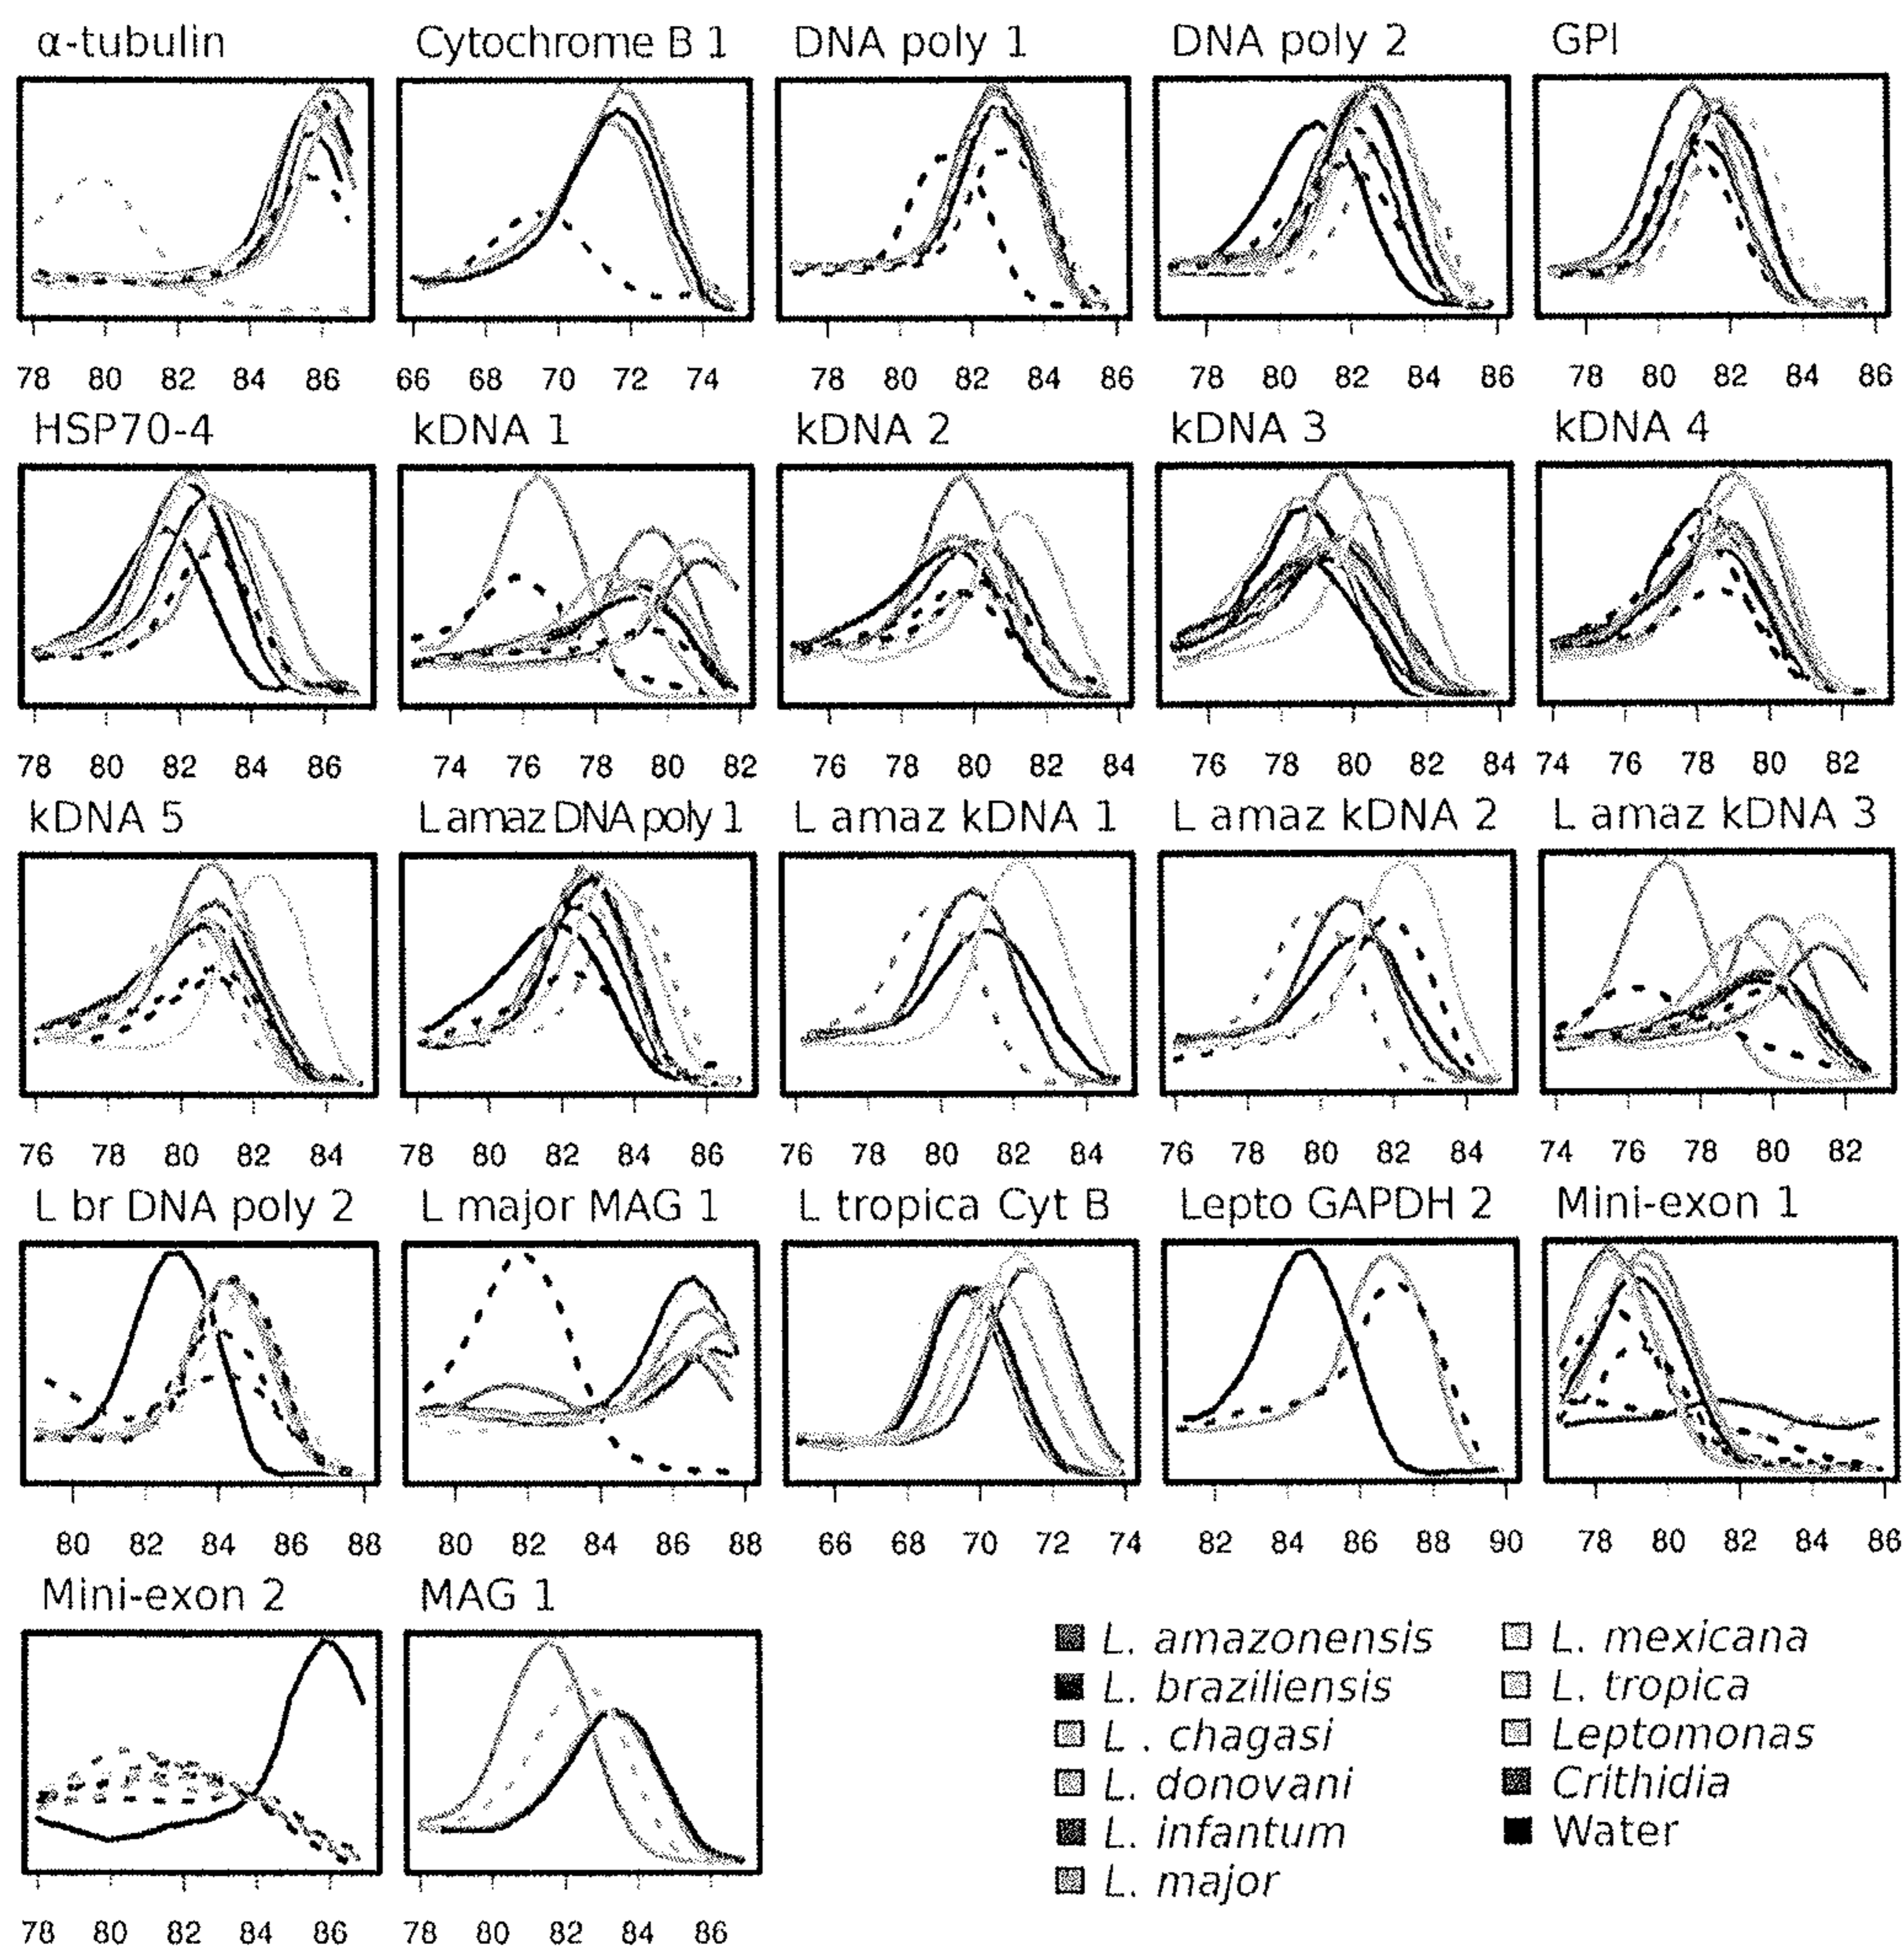 α-tubulin Cytochrome B 1 DNA poly 1 DNA poly 2 GPI
78 80 82 84 86 66 68 70 72 74 78 80 82 84 86 78 80 82 84 86 78 80 82 84 86
HSP70-4 kDNA 1 kDNA 2 kDNA 3 kDNA 4
78 80 82 84 86 74 76 78 80 82 76 78 80 82 84 76 78 80 82 84 74 76 78 80 82
kDNA 5 L amaz DNA poly 1 L amaz kDNA 1 L amaz kDNA 2 L amaz kDNA 3
76 78 80 82 84 78 80 82 84 86 76 78 80 82 84 76 78 80 82 84 74 76 78 80 82
L br DNA poly 2 L major MAG 1 L tropica Cyt B Lepto GAPDH 2 Mini-exon 1
80 82 84 86 88 80 82 84 86 88 66 68 70 72 74 82 84 86 88 90 78 80 82 84 86
Mini-exon 2 MAG 1
78 80 82 84 86 78 80 82 84 86
L. amazonensis
L. braziliensis
L . chagasi
L. donovani
L. infantum
L. major
L. mexicana
L. tropica
Leptomonas
Crithidia
Water